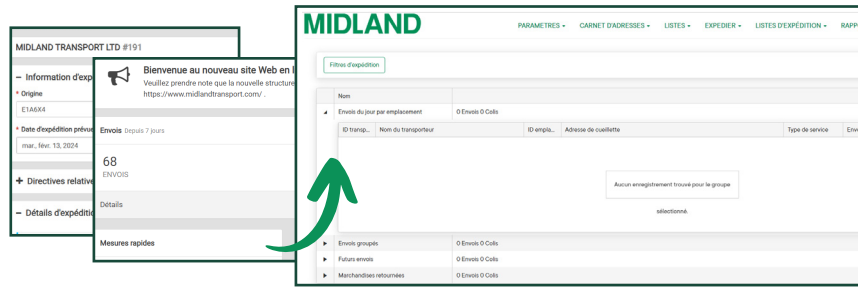 MIDLAND TRANSPORT LTD #191
− Information d'exp
* Origine
E1A6X4
* Date d'expédition prévue
mar., févr. 13, 2024
+ Directives relative
− Détails d'expéditic
Bienvenue au nouveau site Web en l
Veuillez prendre note que la nouvelle structure
https://www.midlandtransport.com/ .
Envois Depuis 7 jours
68
ENVOIS
Détails
Mesures rapides
MIDLAND
PARAMETRES CARNET D'ADRESSES LISTES EXPEDIER LISTES D'EXPÉDITION RAPP
Filtres d'expédition
Nom
Envois du jour par emplacement 0 Envois 0 Colis
ID transp... Nom du transporteur ID empla... Adresse de cueillette Type de service Envo
Aucun enregistrement trouvé pour le groupe
sélectionné.
Envois groupés 0 Envois 0 Colis
Futurs envois 0 Envois 0 Colis
Marchandises retournées 0 Envois 0 Colis